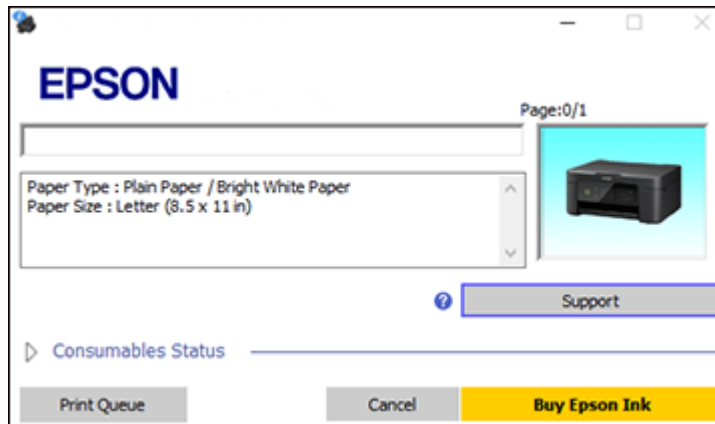 EPSON
Page:0/1
Paper Type : Plain Paper / Bright White Paper
Paper Size : Letter (8.5 x 11 in)
? Support
Consumables Status
Print Queue Cancel Buy Epson Ink